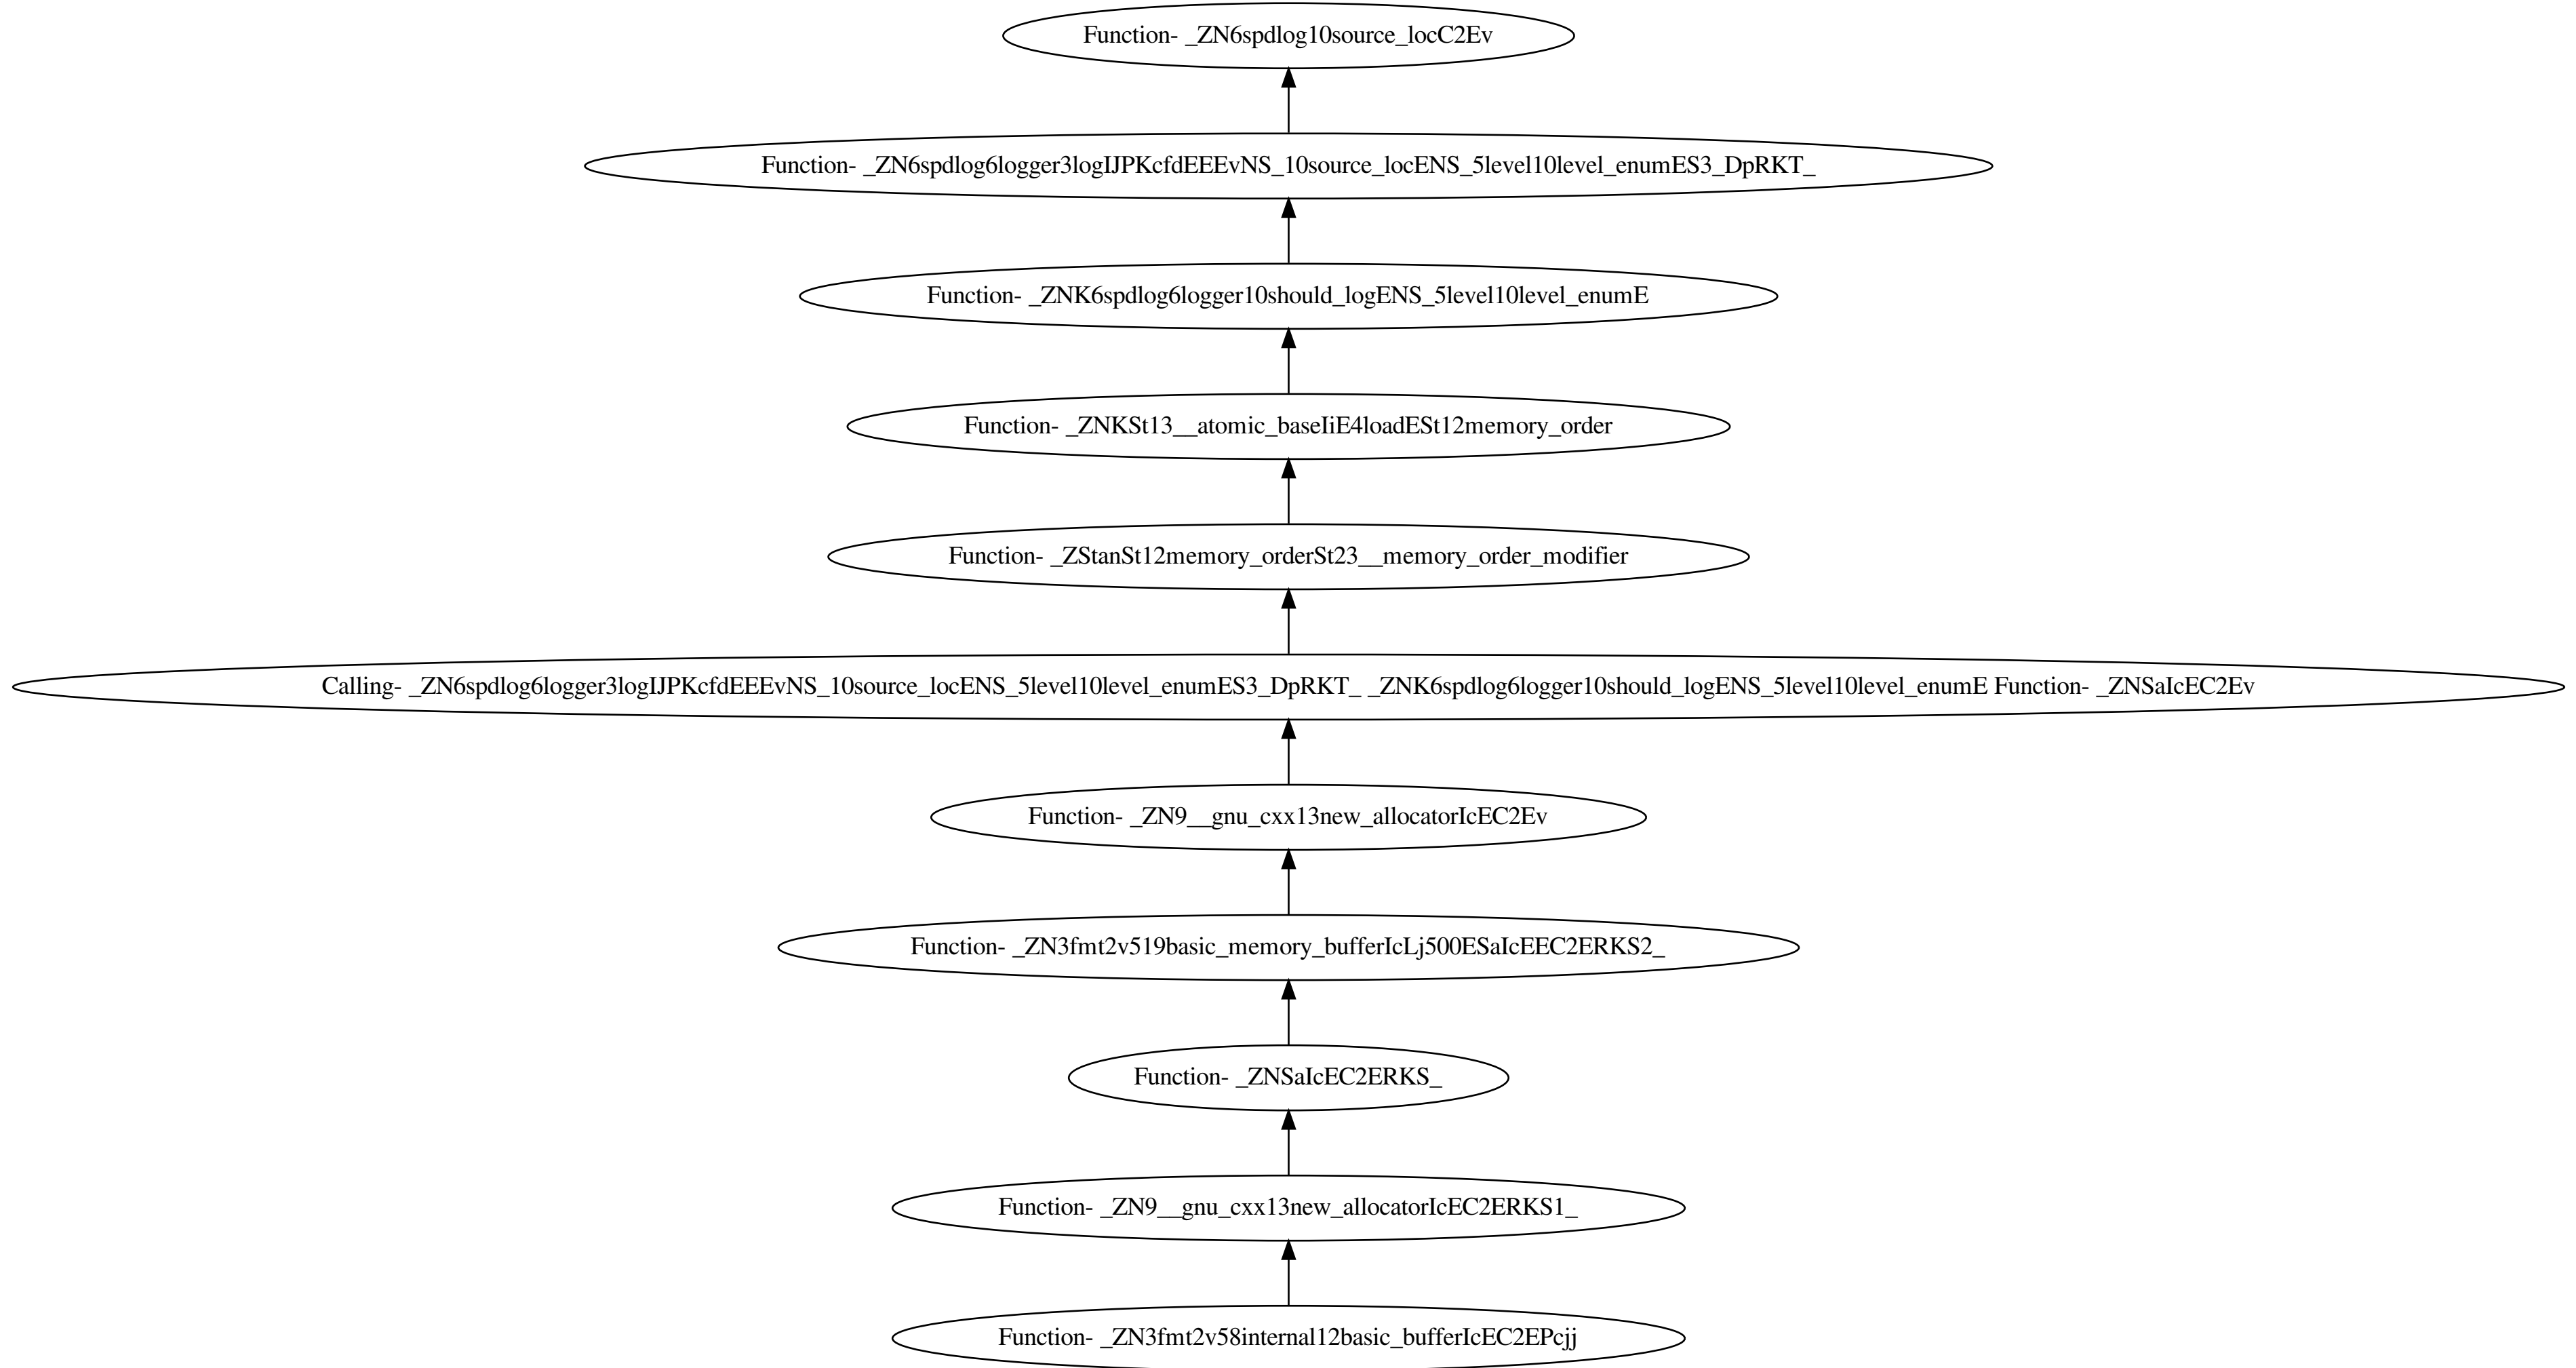 Function- _ZN6spdlog10source_locC2Ev
Function- _ZN6spdlog6logger3logIJPKcfdEEEvNS_10source_locENS_5level10level_enumES3_DpRKT_
Function- _ZNK6spdlog6logger10should_logENS_5level10level_enumE
Function- _ZNKSt13__atomic_baseIiE4loadESt12memory_order
Function- _ZStanSt12memory_orderSt23__memory_order_modifier
Calling- _ZN6spdlog6logger3logIJPKcfdEEEvNS_10source_locENS_5level10level_enumES3_DpRKT_ _ZNK6spdlog6logger10should_logENS_5level10level_enumE Function- _ZNSaIcEC2Ev
Function- _ZN9__gnu_cxx13new_allocatorIcEC2Ev
Function- _ZN3fmt2v519basic_memory_bufferIcLj500ESaIcEEC2ERKS2_
Function- _ZNSaIcEC2ERKS_
Function- _ZN9__gnu_cxx13new_allocatorIcEC2ERKS1_
Function- _ZN3fmt2v58internal12basic_bufferIcEC2EPcjj